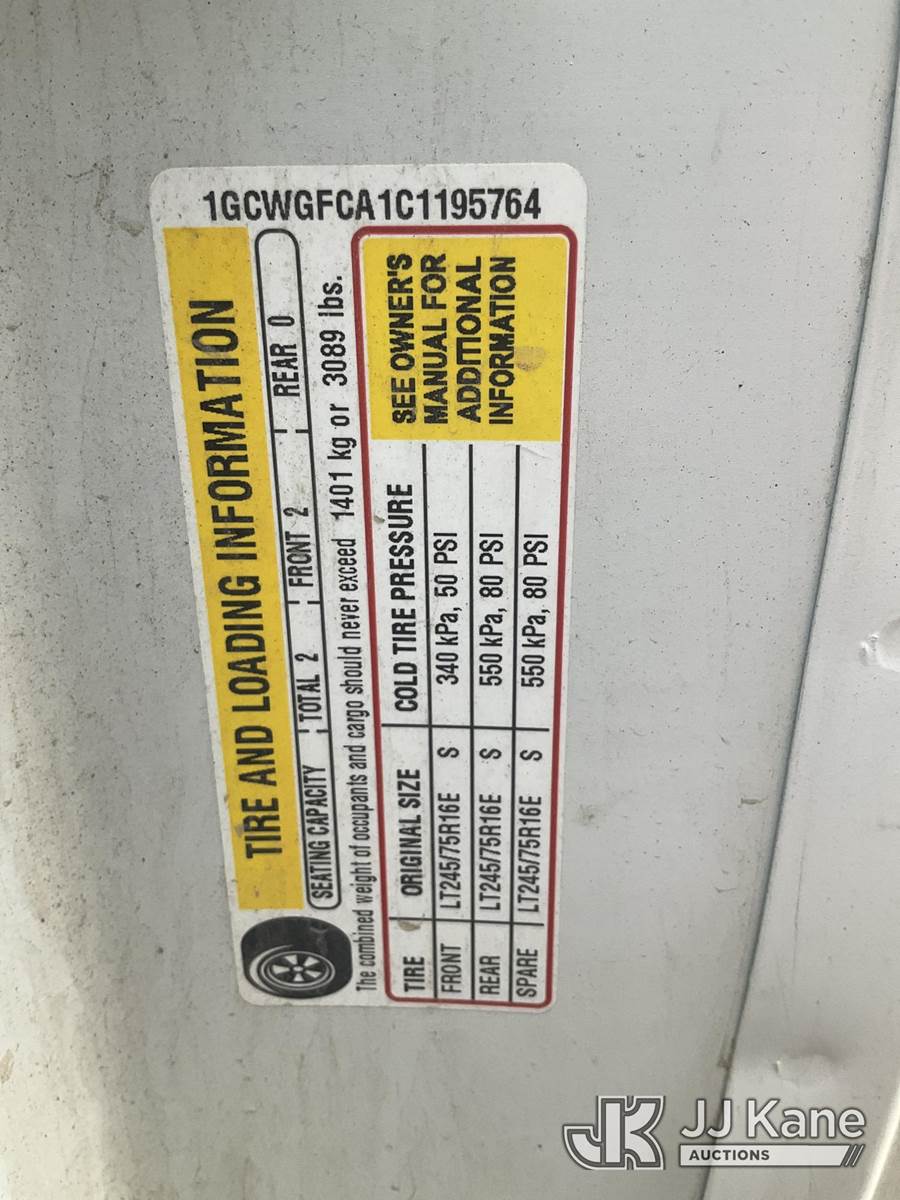 1GCWGFCA1C1195764
TIRE AND LOADING INFORMATION
SEATING CAPACITY TOTAL 2 FRONT 2 REAR 0
The combined weight of occupants and cargo should never exceed 1401 kg or 3089 lbs.
TIRE ORIGINAL SIZE COLD TIRE PRESSURE
FRONT LT245/75R16E S 340 kPa, 50 PSI
REAR LT245/75R16E S 550 kPa, 80 PSI
SPARE LT245/75R16E S 550 kPa, 80 PSI
SEE OWNER'S
MANUAL FOR
ADDITIONAL
INFORMATION
JK JJ Kane
AUCTIONS